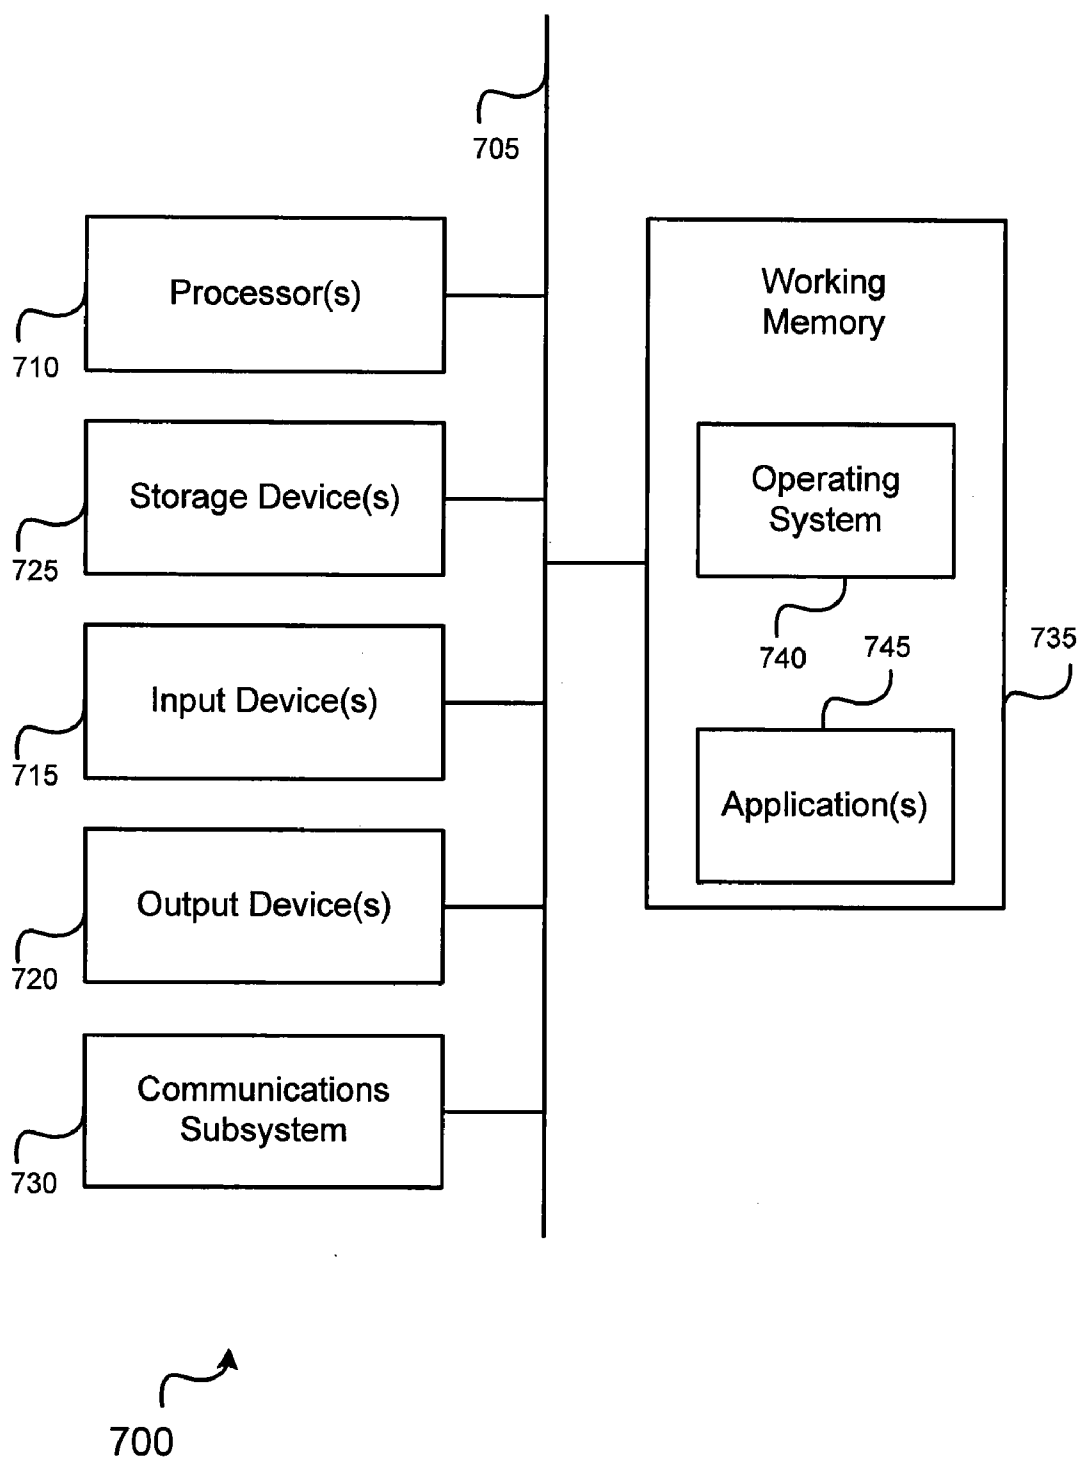 705
Processor(s)
710
Storage Device(s)
725
Input Device(s)
715
Output Device(s)
720
Communications
Subsystem
730
Working
Memory
Operating
System
740
745
735
Application(s)
700